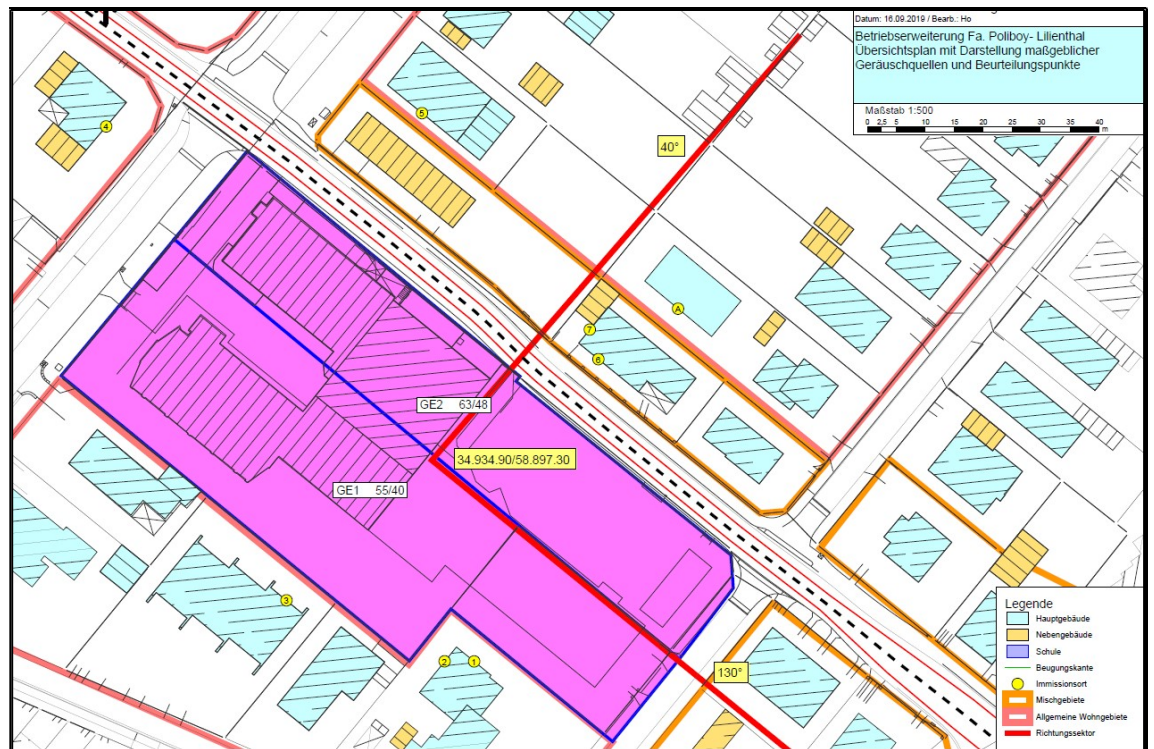 Datum: 16.09.2019 / Bearb.: Ho
Betriebserweiterung Fa. Poliboy- Lilienthal
Übersichtsplan mit Darstellung maßgeblicher
Geräuschquellen und Beurteilungspunkte
Maßstab 1:500
0 2,5 5 10 15 20 25 30 35 40
m
4
5
40°
A
7
6
GE2 63/48
34.934.90/58.897.30
GE1 55/40
3
2 1
130°
Legende
Hauptgebäude
Nebengebäude
Schule
Beugungskante
Immissionsort
Mischgebiete
Allgemeine Wohngebiete
Richtungssektor